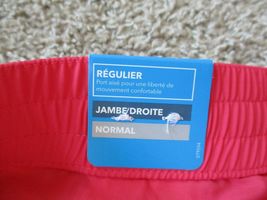 RÉGULIER
Port aisé pour une liberté de
mouvement confortable
JAMBE/DROITE
NORMAL